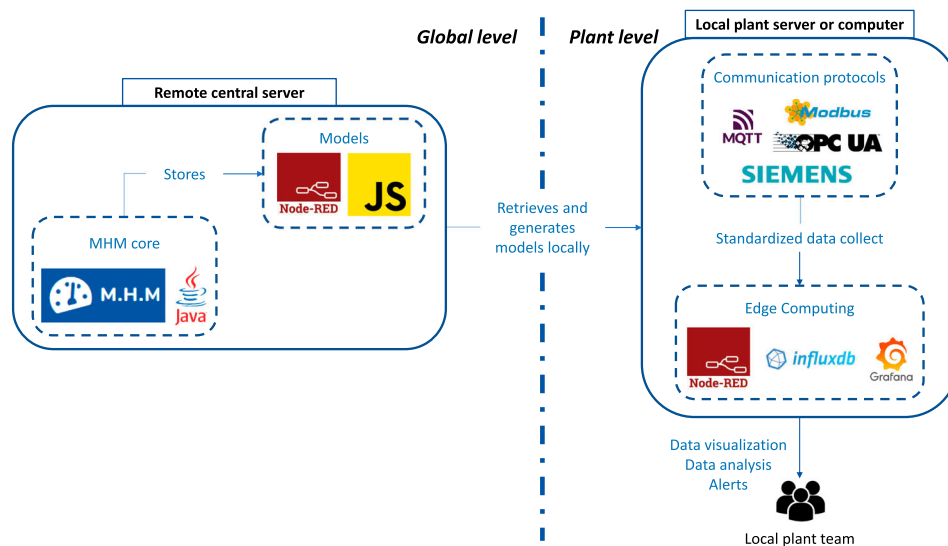 Global level
Plant level
Remote central server
Models
Node-RED
JS
Stores
MHM core
M.H.M
Java
Retrieves and
generates
models locally
Local plant server or computer
Communication protocols
MQTT
Modbus
OPC UA
SIEMENS
Standardized data collect
Edge Computing
Node-RED
influxdb
Grafana
Data visualization
Data analysis
Alerts
Local plant team